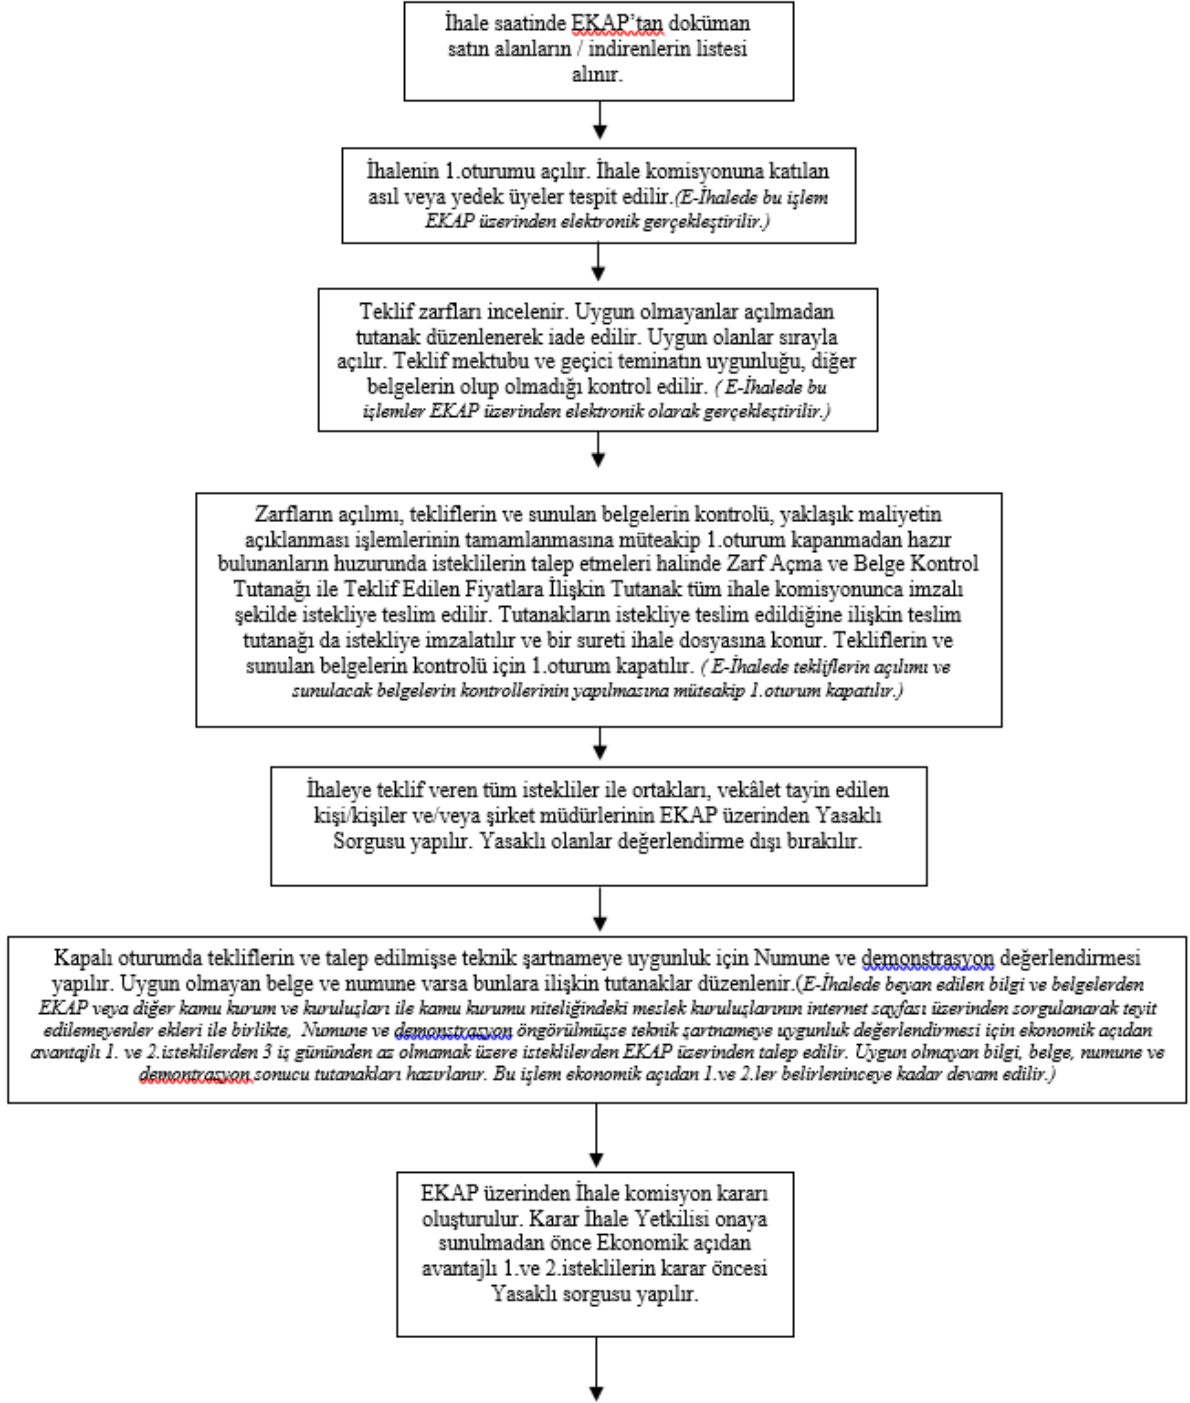 İhale saatinde EKAP’tan doküman
satın alanların / indirenlerin listesi
alınır.
İhalenin 1.oturumu açılır. İhale komisyonuna katılan
asıl veya yedek üyeler tespit edilir.(E-İhalede bu işlem
EKAP üzerinden elektronik gerçekleştirilir.)
Teklif zarfları incelenir. Uygun olmayanlar açılmadan
tutanak düzenlenerek iade edilir. Uygun olanlar sırayla
açılır. Teklif mektubu ve geçici teminatın uygunluğu, diğer
belgelerin olup olmadığı kontrol edilir. ( E-İhalede bu
işlemler EKAP üzerinden elektronik olarak gerçekleştirilir.)
Zarfların açılımı, tekliflerin ve sunulan belgelerin kontrolü, yaklaşık maliyetin
açıklanması işlemlerinin tamamlanmasına müteakip 1.oturum kapanmadan hazır
bulunanların huzurunda isteklilerin talep etmeleri halinde Zarf Açma ve Belge Kontrol
Tutanağı ile Teklif Edilen Fiyatlara İlişkin Tutanak tüm ihale komisyonunca imzalı
şekilde istekliye teslim edilir. Tutanakların istekliye teslim edildiğine ilişkin teslim
tutanağı da istekliye imzalatılır ve bir sureti ihale dosyasına konur. Tekliflerin ve
sunulan belgelerin kontrolü için 1.oturum kapatılır. ( E-İhalede tekliflerin açılımı ve
sunulacak belgelerin kontrollerinin yapılmasına müteakip 1.oturum kapatılır.)
İhaleye teklif veren tüm istekliler ile ortakları, vekâlet tayin edilen
kişi/kişiler ve/veya şirket müdürlerinin EKAP üzerinden Yasaklı
Sorgusu yapılır. Yasaklı olanlar değerlendirme dışı bırakılır.
Kapalı oturumda tekliflerin ve talep edilmişse teknik şartnameye uygunluk için Numune ve demonstrasyon değerlendirmesi
yapılır. Uygun olmayan belge ve numune varsa bunlara ilişkin tutanaklar düzenlenir.(E-İhalede beyan edilen bilgi ve belgelerden
EKAP veya diğer kamu kurum ve kuruluşları ile kamu kurumu niteliğindeki meslek kuruluşlarının internet sayfası üzerinden sorgulanarak teyit
edilemeyenler ekleri ile birlikte, Numune ve demonstrasyon öngörülmüşse teknik şartnameye uygunluk değerlendirmesi için ekonomik açıdan
avantajlı 1. ve 2.isteklilerden 3 iş gününden az olmamak üzere isteklilerden EKAP üzerinden talep edilir. Uygun olmayan bilgi, belge, numune ve
demontrasyon sonucu tutanakları hazırlanır. Bu işlem ekonomik açıdan 1.ve 2.ler belirleninceye kadar devam edilir.)
EKAP üzerinden İhale komisyon kararı
oluşturulur. Karar İhale Yetkilisi onaya
sunulmadan önce Ekonomik açıdan
avantajlı 1.ve 2.isteklilerin karar öncesi
Yasaklı sorgusu yapılır.